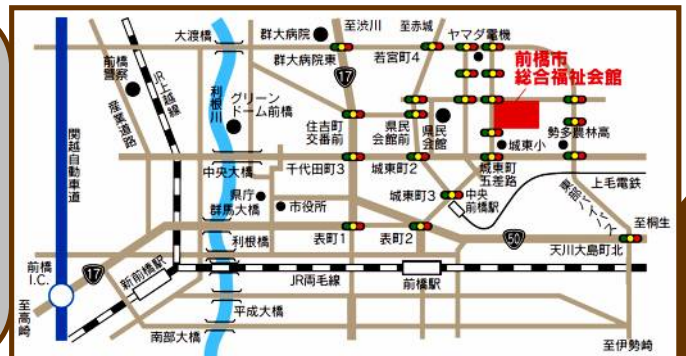 大渡橋
群大病院
至渋川
至赤城
ヤマダ電機
群大病院東
若宮町4
17
前橋市
総合福祉会館
前橋
警察
JR上越線
産業道路
利根川
グリーン
ドーム前橋
住吉町
交番前
県民
会館前
県民
会館
勢多農林高
城東小
関越自動車道
中央大橋
千代田町3
城東町2
城東町
五差路
上毛電鉄
県庁
市役所
城東町3
中央
前橋駅
東部バイパス
群馬大橋
至桐生
利根橋
表町1
表町2
50
天川大島町北
前橋
I.C.
17
新前橋駅
JR両毛線
前橋駅
至高崎
平成大橋
南部大橋
至伊勢崎